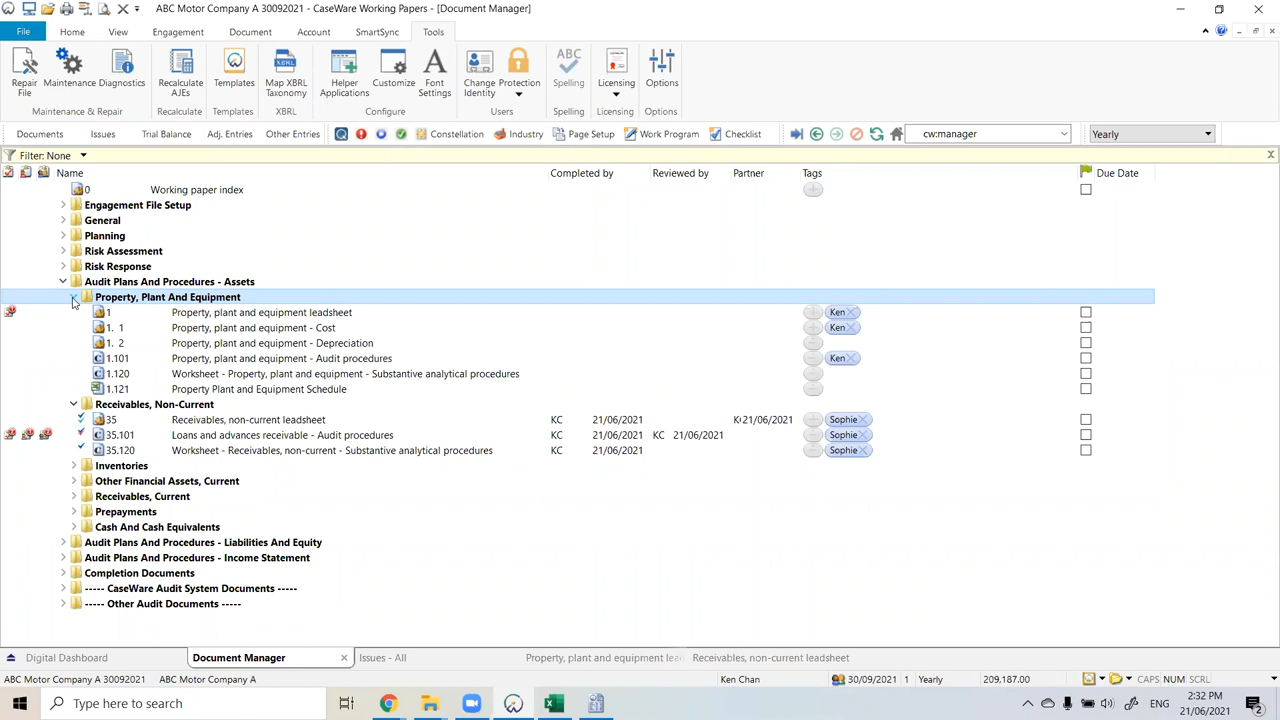 ABC Motor Company A 30092021 - CaseWare Working Papers - [Document Manager]
File Home View Engagement Document Account SmartSync Tools
Repair File Maintenance Diagnostics Recalculate AJEs Templates Map XBRL Taxonomy Helper Applications Customize Font Settings Change Identity Protection ABC Spelling Licensing Options
Maintenance & Repair Recalculate Templates XBRL Configure Users Spelling Licensing Options
Documents Issues Trial Balance Adj. Entries Other Entries Constellation Industry Page Setup Work Program Checklist cw:manager Yearly
Filter: None
Name Completed by Reviewed by Partner Tags Due Date
0 Working paper index
Engagement File Setup
General
Planning
Risk Assessment
Risk Response
Audit Plans And Procedures - Assets
Property, Plant And Equipment
1 Property, plant and equipment leadsheet Ken
1. 1 Property, plant and equipment - Cost Ken
1. 2 Property, plant and equipment - Depreciation
1.101 Property, plant and equipment - Audit procedures Ken
1.120 Worksheet - Property, plant and equipment - Substantive analytical procedures
1.121 Property Plant and Equipment Schedule
Receivables, Non-Current
35 Receivables, non-current leadsheet KC 21/06/2021 K 21/06/2021 Sophie
35.101 Loans and advances receivable - Audit procedures KC 21/06/2021 KC 21/06/2021 Sophie
35.120 Worksheet - Receivables, non-current - Substantive analytical procedures KC 21/06/2021 Sophie
Inventories
Other Financial Assets, Current
Receivables, Current
Prepayments
Cash And Cash Equivalents
Audit Plans And Procedures - Liabilities And Equity
Audit Plans And Procedures - Income Statement
Completion Documents
----- CaseWare Audit System Documents -----
----- Other Audit Documents -----
Digital Dashboard Document Manager Issues - All Property, plant and equipment lea Receivables, non-current leadsheet
ABC Motor Company A 30092021 ABC Motor Company A Ken Chan 30/09/2021 1 Yearly 209,187.00 CAPS NUM SCRL
Type here to search ENG 2:32 PM
21/06/2021 2